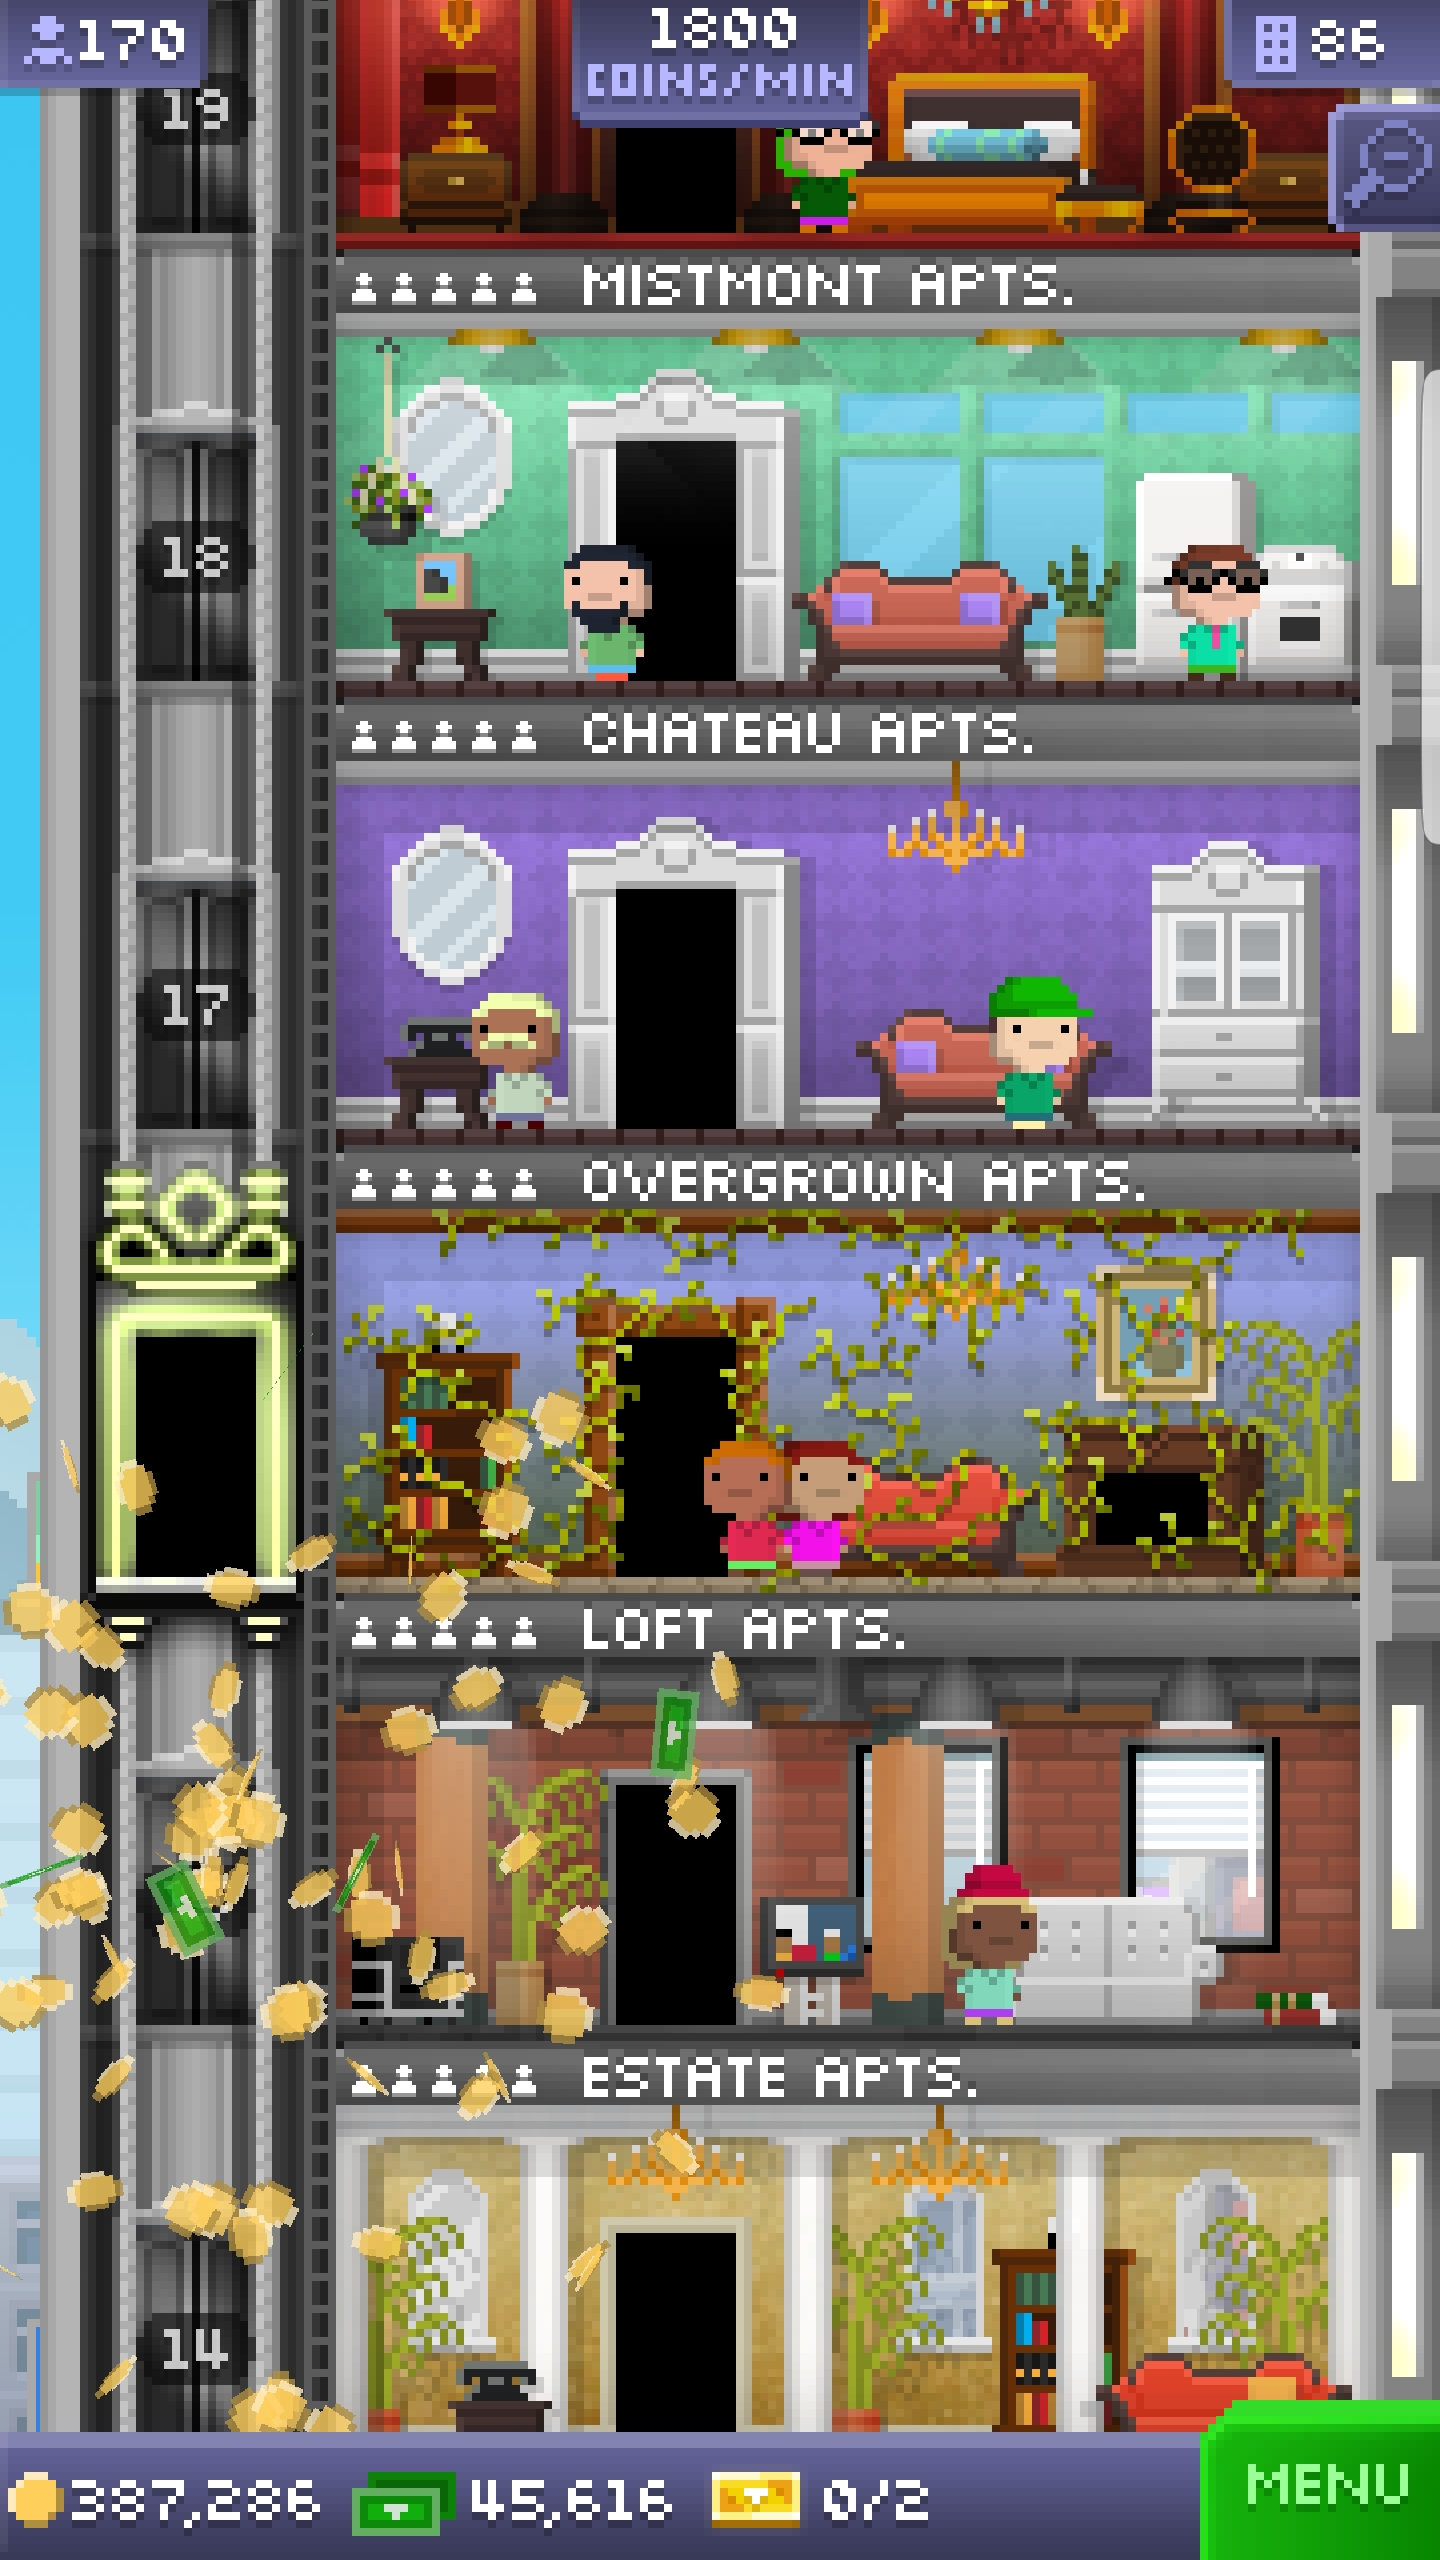 170
1800
COINS/MIN
86
19
MISTMONT APTS.
18
CHATEAU APTS.
17
OVERGROWN APTS.
LOFT APTS.
ESTATE APTS.
14
387,286
45,616
0/2
MENU